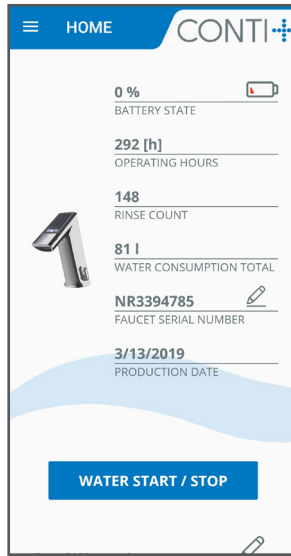 HOME
CONTI+
0 %
BATTERY STATE
292 [h]
OPERATING HOURS
148
RINSE COUNT
81 l
WATER CONSUMPTION TOTAL
NR3394785
FAUCET SERIAL NUMBER
3/13/2019
PRODUCTION DATE
WATER START / STOP